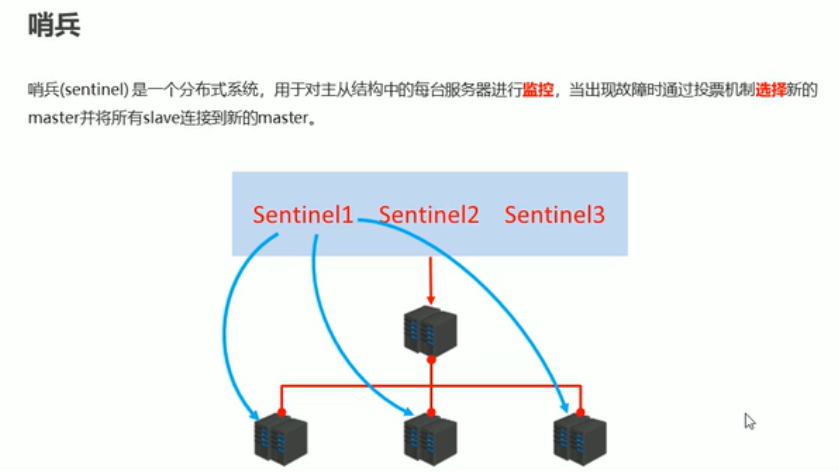 哨兵
哨兵(sentinel) 是一个分布式系统，用于对主从结构中的每台服务器进行监控，当出现故障时通过投票机制选择新的
master并将所有slave连接到新的master。
Sentinel1 Sentinel2 Sentinel3